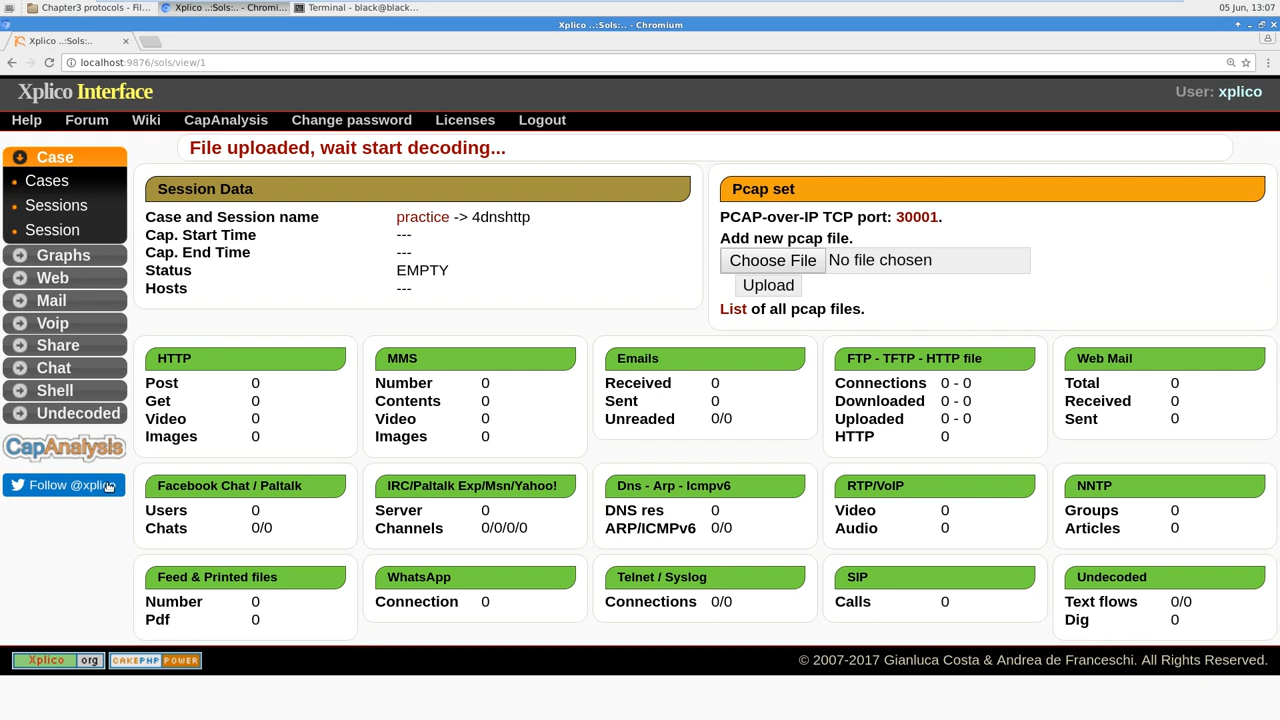 Chapter3 protocols - Fil...
Xplico ..:Sols:.. - Chromi...
Terminal - black@black...
05 Jun, 13:07
Xplico ..:Sols:.. - Chromium
Xplico ..:Sols:..
localhost:9876/sols/view/1
Xplico Interface
User: xplico
Help Forum Wiki CapAnalysis Change password Licenses Logout
File uploaded, wait start decoding...
Case
Cases
Sessions
Session
Graphs
Web
Mail
Voip
Share
Chat
Shell
Undecoded
CapAnalysis
Follow @xplico
Session Data
Case and Session name practice -> 4dnshttp
Cap. Start Time ---
Cap. End Time ---
Status EMPTY
Hosts ---
Pcap set
PCAP-over-IP TCP port: 30001.
Add new pcap file.
Choose File No file chosen
Upload
List of all pcap files.
HTTP
Post 0
Get 0
Video 0
Images 0
MMS
Number 0
Contents 0
Video 0
Images 0
Emails
Received 0
Sent 0
Unreaded 0/0
FTP - TFTP - HTTP file
Connections 0 - 0
Downloaded 0 - 0
Uploaded 0 - 0
HTTP 0
Web Mail
Total 0
Received 0
Sent 0
Facebook Chat / Paltalk
Users 0
Chats 0/0
IRC/Paltalk Exp/Msn/Yahoo!
Server 0
Channels 0/0/0/0
Dns - Arp - Icmpv6
DNS res 0
ARP/ICMPv6 0/0
RTP/VoIP
Video 0
Audio 0
NNTP
Groups 0
Articles 0
Feed & Printed files
Number 0
Pdf 0
WhatsApp
Connection 0
Telnet / Syslog
Connections 0/0
SIP
Calls 0
Undecoded
Text flows 0/0
Dig 0
Xplico org
CAKEPHP POWER
© 2007-2017 Gianluca Costa & Andrea de Franceschi. All Rights Reserved.